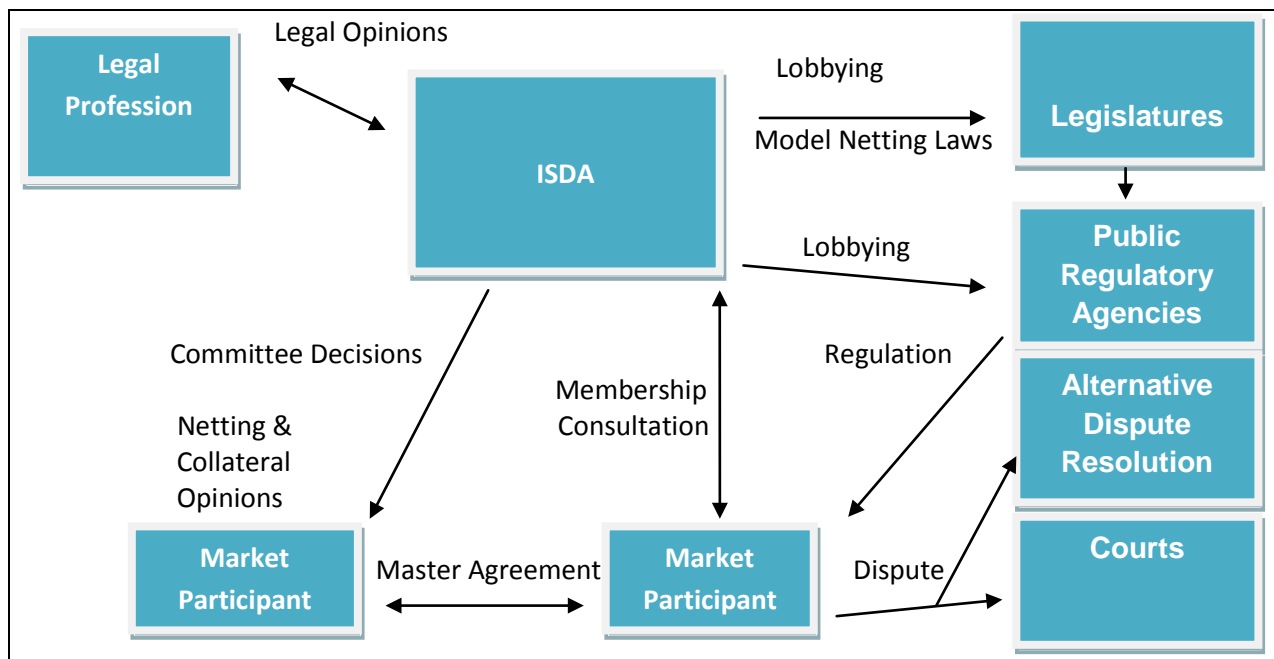 Legal Opinions
Legal
Profession
ISDA
Lobbying
Model Netting Laws
Legislatures
Lobbying
Public
Regulatory
Agencies
Committee Decisions
Netting &
Collateral
Opinions
Membership
Consultation
Regulation
Alternative
Dispute
Resolution
Market
Participant
Master Agreement
Market
Participant
Dispute
Courts